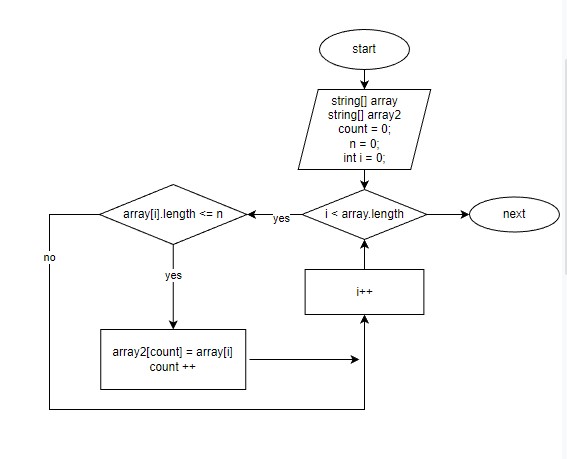 start
string[] array
string[] array2
count = 0;
n = 0;
int i = 0;
array[i].length <= n
yes
i < array.length
next
no
yes
i++
array2[count] = array[i]
count ++